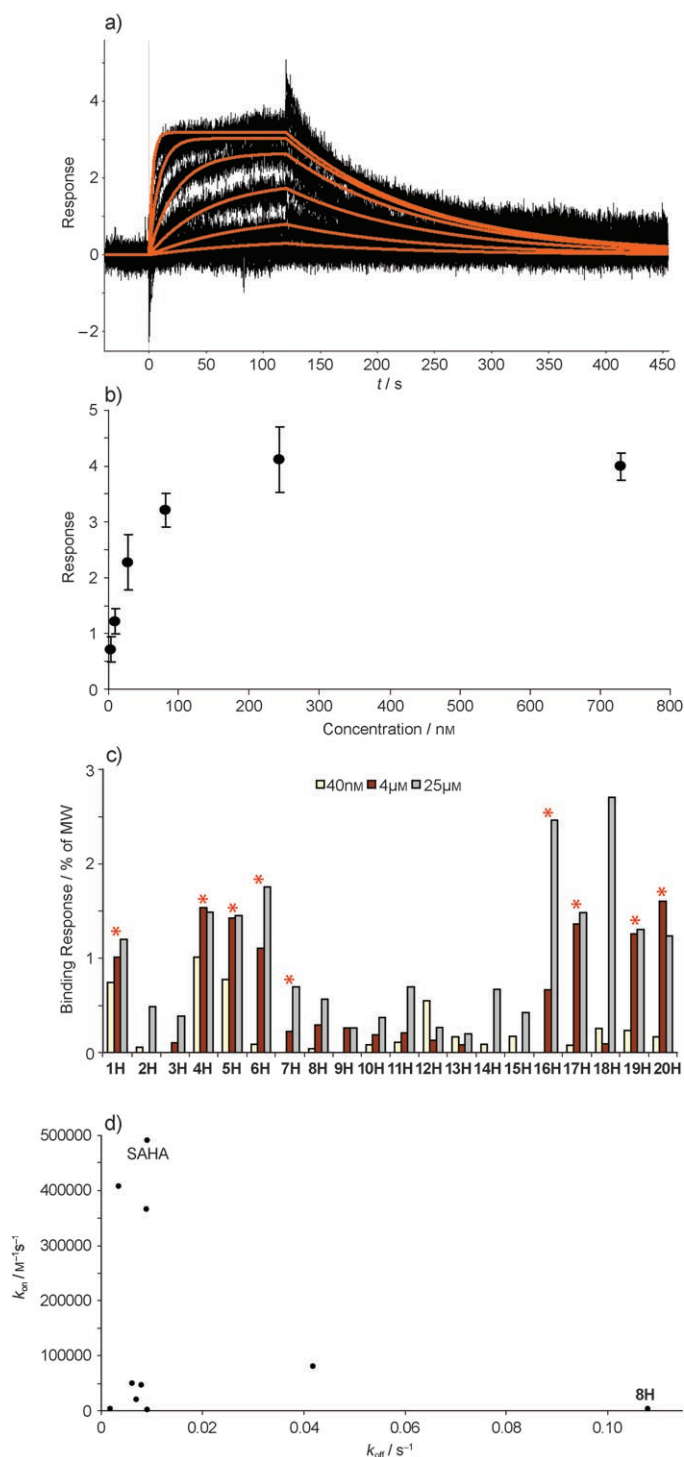 a)
4
2
0
−2
Response
0 50 100 150 200 250 300 350 400 450
t / s
b)
5
4
3
2
1
0
Response
0 100 200 300 400 500 600 700 800
Concentration / nM
c)
3
2
1
0
Binding Response / % of MW
40nM 4µM 25µM
* * * * * * * * *
1H 2H 3H 4H 5H 6H 7H 8H 9H 10H 11H 12H 13H 14H 15H 16H 17H 18H 19H 20H
d)
500000
400000
300000
200000
100000
0
kon / M−1s−1
SAHA
8H
0 0.02 0.04 0.06 0.08 0.10
koff / s−1